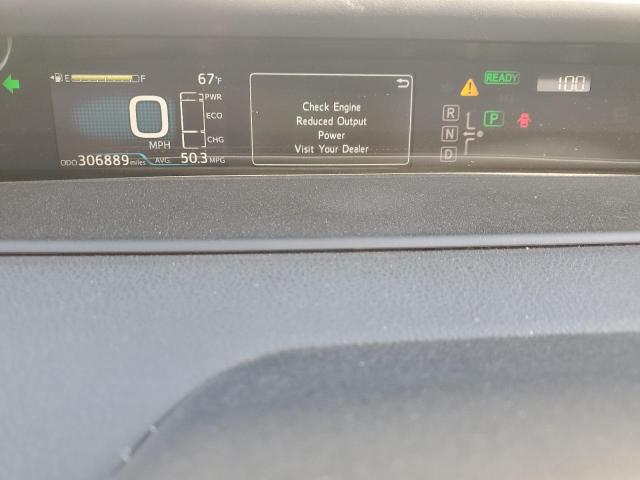 E F
67°F
READY
100
PWR
0
ECO
MPH
CHG
ODO 306889 miles
AVG. 50.3 MPG
Check Engine
Reduced Output
Power
Visit Your Dealer
R
N
P
D